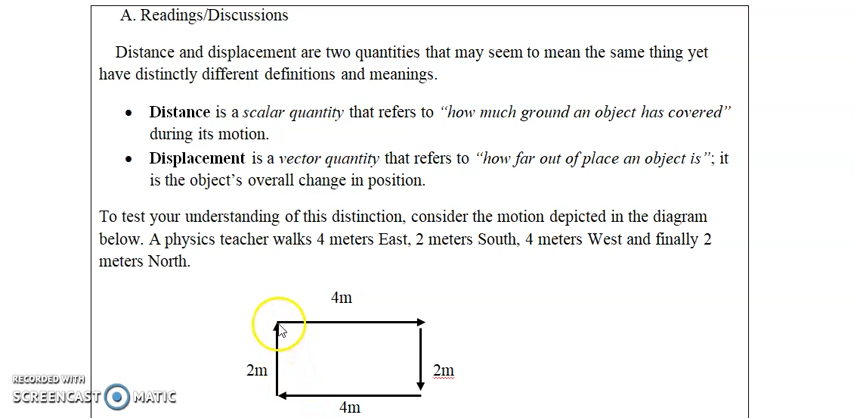 A. Readings/Discussions
Distance and displacement are two quantities that may seem to mean the same thing yet
have distinctly different definitions and meanings.
• Distance is a scalar quantity that refers to “how much ground an object has covered”
during its motion.
• Displacement is a vector quantity that refers to “how far out of place an object is”; it
is the object’s overall change in position.
To test your understanding of this distinction, consider the motion depicted in the diagram
below. A physics teacher walks 4 meters East, 2 meters South, 4 meters West and finally 2
meters North.
4m
2m
2m
4m
RECORDED WITH
SCREENCAST MATIC